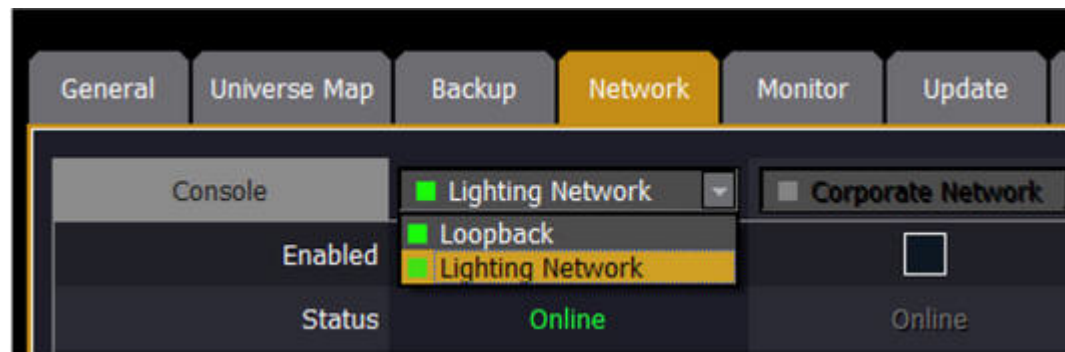 General Universe Map Backup Network Monitor Update
Console Lighting Network Corporate Network
Loopback
Enabled
Lighting Network
Status Online Online